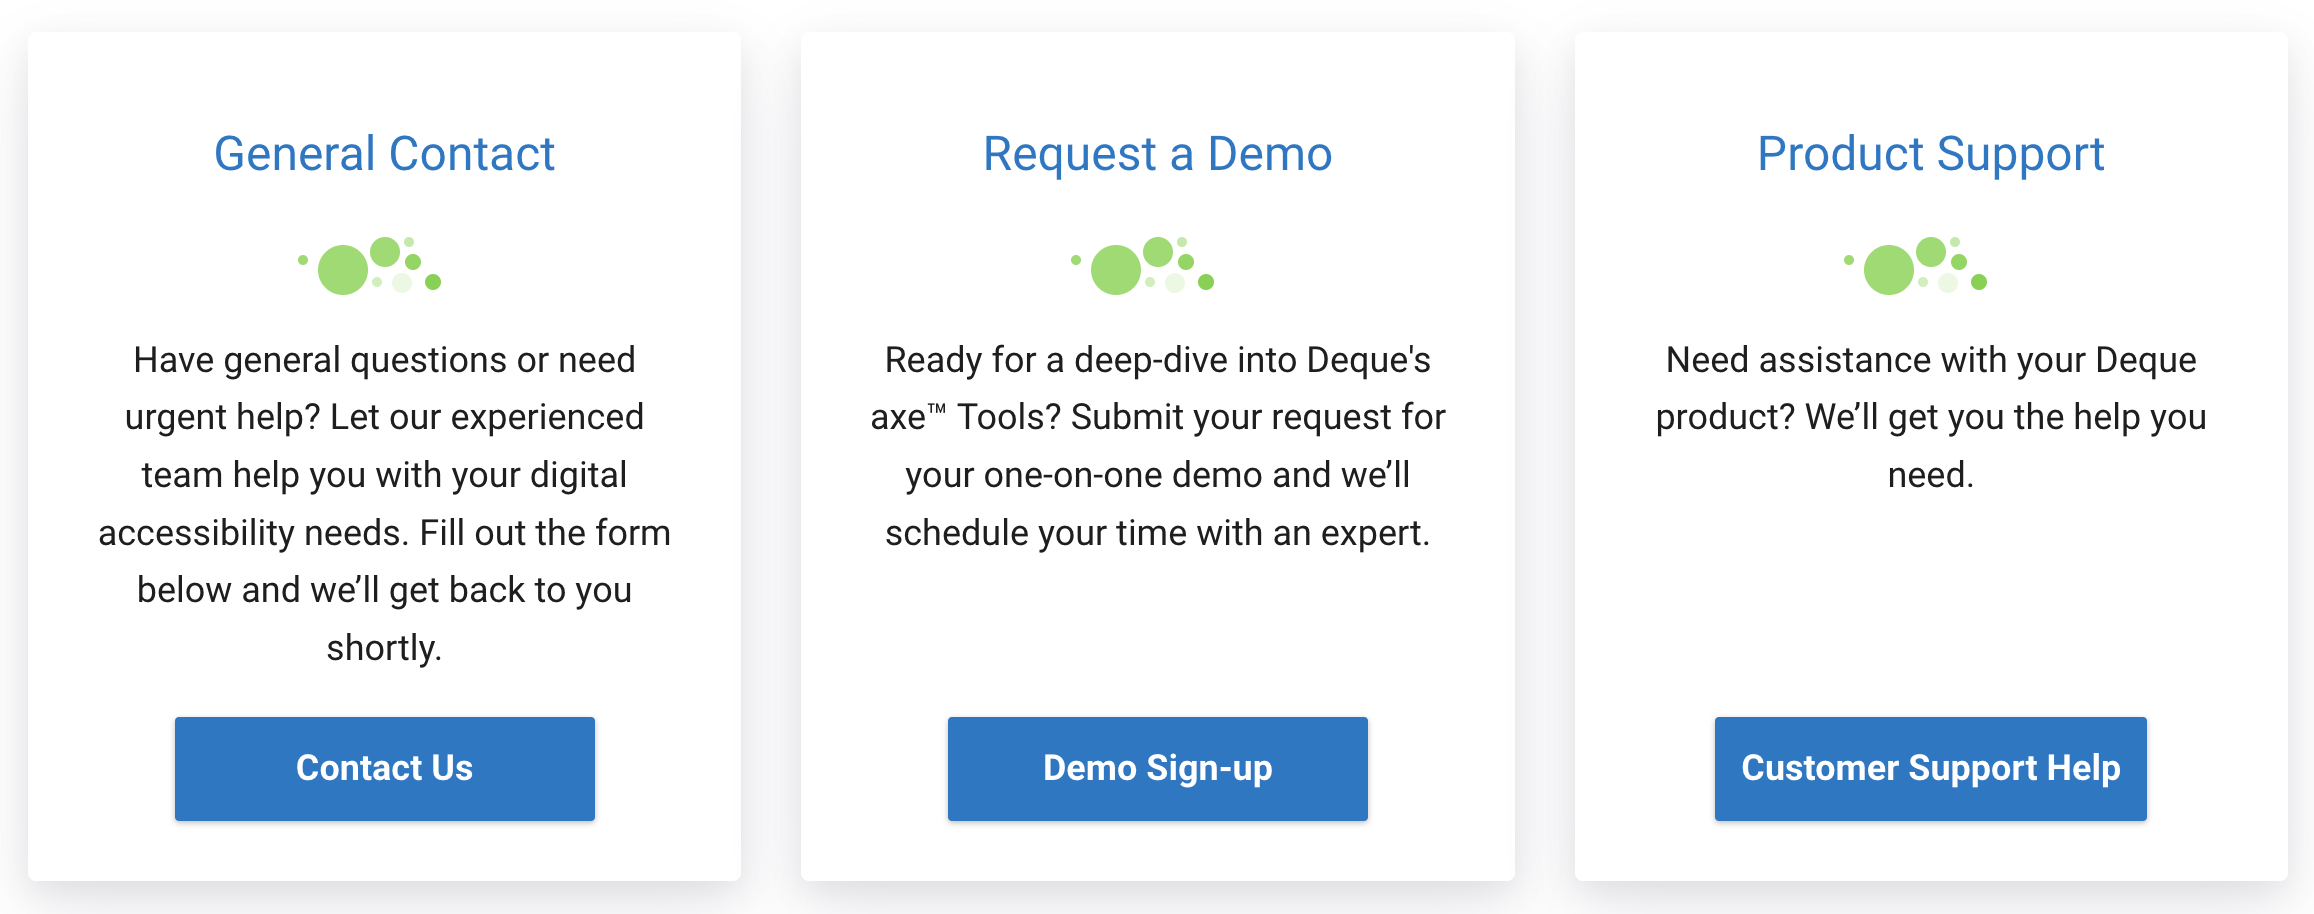 General Contact
Have general questions or need
urgent help? Let our experienced
team help you with your digital
accessibility needs. Fill out the form
below and we’ll get back to you
shortly.
Contact Us
Request a Demo
Ready for a deep-dive into Deque's
axe™ Tools? Submit your request for
your one-on-one demo and we’ll
schedule your time with an expert.
Demo Sign-up
Product Support
Need assistance with your Deque
product? We’ll get you the help you
need.
Customer Support Help